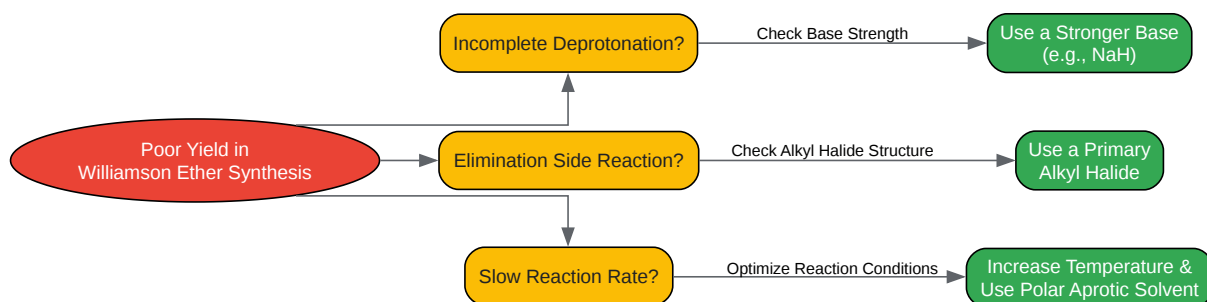 Incomplete Deprotonation?
Check Base Strength
Use a Stronger Base
(e.g., NaH)
Poor Yield in
Williamson Ether Synthesis
Elimination Side Reaction?
Check Alkyl Halide Structure
Use a Primary
Alkyl Halide
Slow Reaction Rate?
Optimize Reaction Conditions
Increase Temperature &
Use Polar Aprotic Solvent